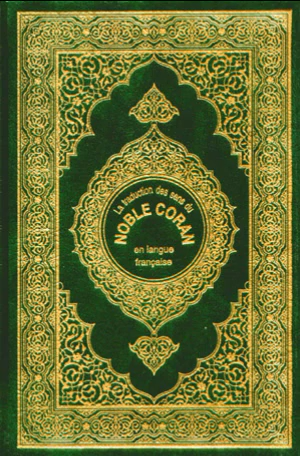 La traduction des sens du
NOBLE CORAN
en langue
française